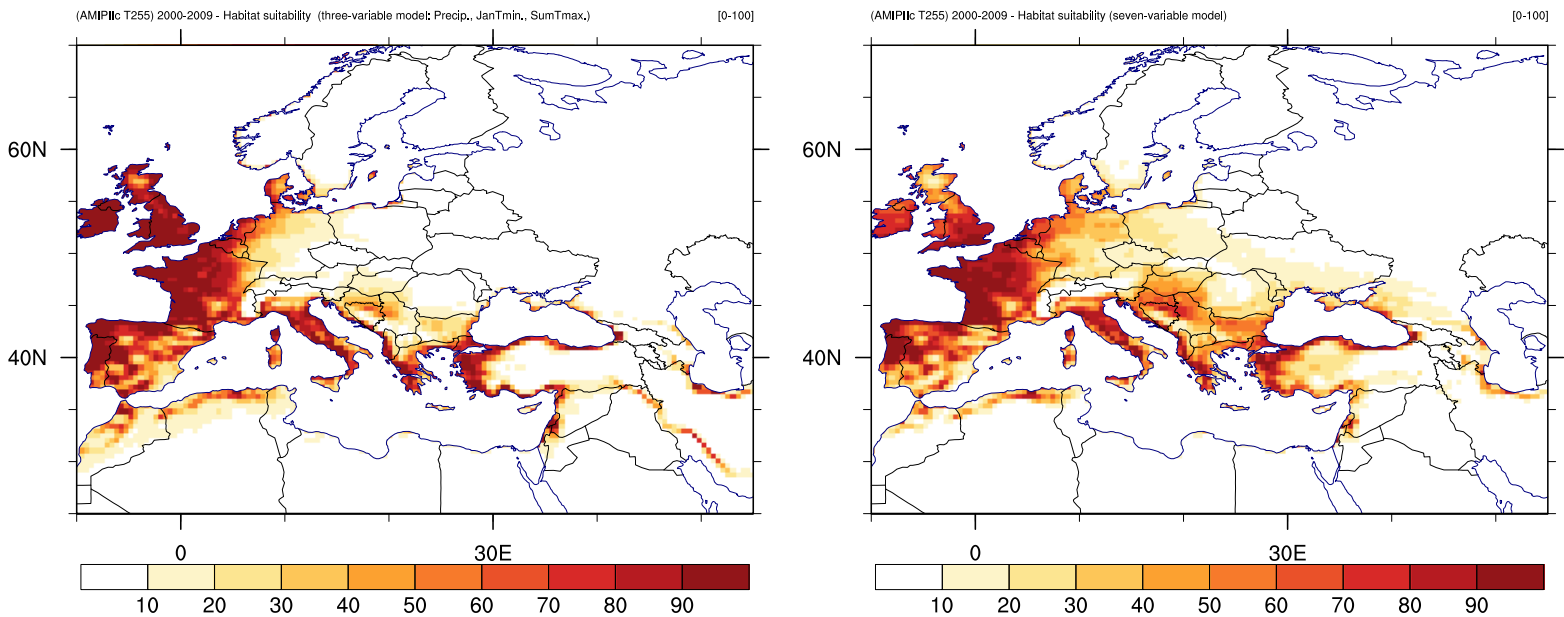 (AMIPIIc T255) 2000-2009 - Habitat suitability (three-variable model: Precip., JanTmin., SumTmax.) [0-100]
60N
40N
0 30E
10 20 30 40 50 60 70 80 90
(AMIPIIc T255) 2000-2009 - Habitat suitability (seven-variable model) [0-100]
60N
40N
0 30E
10 20 30 40 50 60 70 80 90